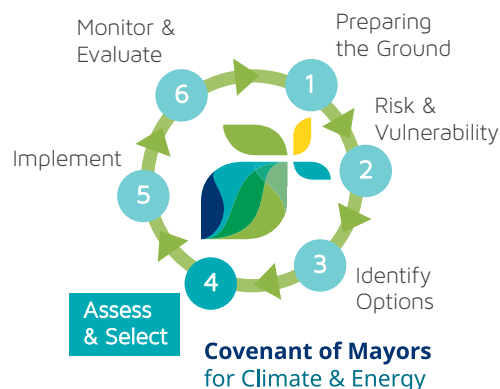 1
Preparing
the Ground
2
Risk &
Vulnerability
3
Identify
Options
4
Assess
& Select
5
Implement
6
Monitor &
Evaluate
Covenant of Mayors
for Climate & Energy